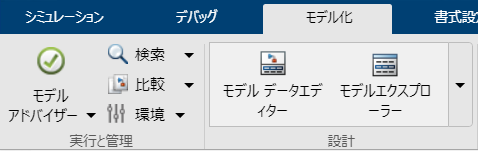 シミュレーション デバッグ モデル化 書式設
検索
比較
環境
モデル
アドバイザー
実行と管理
モデル データエデ
ィター
モデルエクスプロ
ーラー
設計